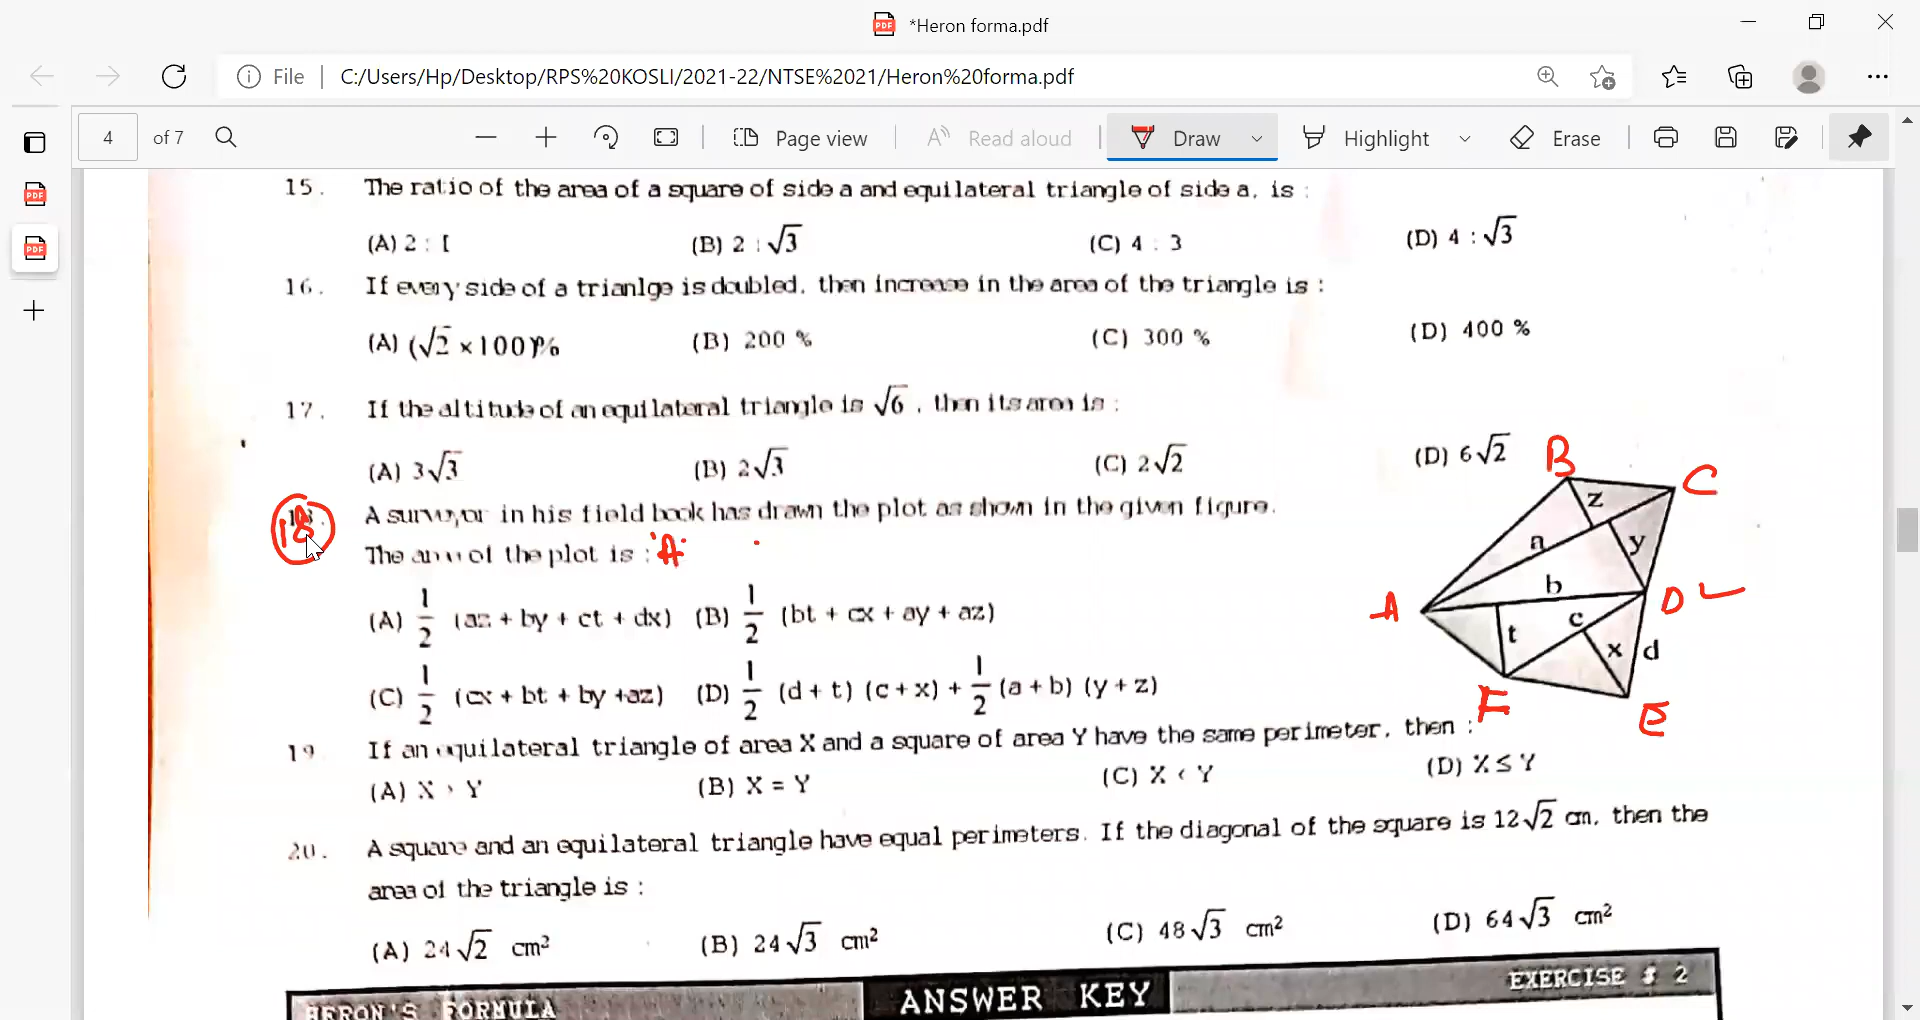 *Heron forma.pdf
File | C:/Users/Hp/Desktop/RPS%20KOSLI/2021-22/NTSE%2021/Heron%20forma.pdf
4 of 7 Page view Read aloud Draw Highlight Erase
15. The ratio of the area of a square of side a and equilateral triangle of side a, is :
(A) 2 : [ (B) 2 : √3 (C) 4 : 3 (D) 4 : √3
16. If every side of a trianlge is doubled, then increase in the area of the triangle is :
(A) (√2 × 100)% (B) 200 % (C) 300 % (D) 400 %
17. If the altitude of an equilateral triangle is √6 , then its area is :
(A) 3√3 (B) 2√3 (C) 2√2 (D) 6√2
18. A surveyor in his field book has drawn the plot as shown in the given figure.
The area of the plot is : 'A'
(A) 1/2 (az + by + ct + dx) (B) 1/2 (bt + cx + ay + az)
(C) 1/2 (cx + bt + by +az) (D) 1/2 (d + t) (c + x) + 1/2 (a + b) (y + z)
B C
z
a y
b
A D
c
t x d
F E
19. If an equilateral triangle of area X and a square of area Y have the same perimeter, then :
(A) X > Y (B) X = Y (C) X < Y (D) X ≤ Y
20. A square and an equilateral triangle have equal perimeters. If the diagonal of the square is 12√2 cm, then the
area of the triangle is :
(A) 24√2 cm² (B) 24√3 cm² (C) 48√3 cm² (D) 64√3 cm²
HERON'S FORMULA ANSWER KEY EXERCISE # 2